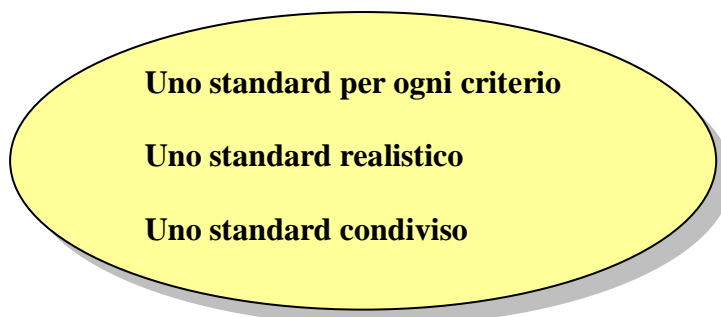 Uno standard per ogni criterio
Uno standard realistico
Uno standard condiviso